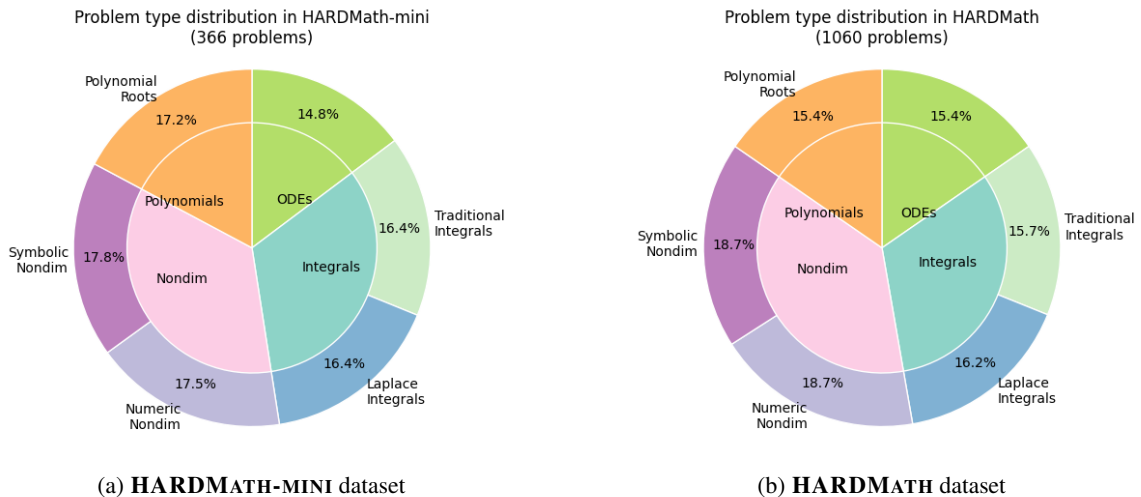 Problem type distribution in HARDMath-mini
(366 problems)
Polynomial
Roots
17.2%
14.8%
Polynomials
ODEs
Traditional
Integrals
16.4%
Symbolic
Nondim
17.8%
Nondim
Integrals
17.5%
Numeric
Nondim
16.4%
Laplace
Integrals
(a) HARDMATH-MINI dataset
Problem type distribution in HARDMath
(1060 problems)
Polynomial
Roots
15.4%
15.4%
Polynomials
ODEs
Traditional
Integrals
15.7%
Symbolic
Nondim
18.7%
Nondim
Integrals
18.7%
Numeric
Nondim
16.2%
Laplace
Integrals
(b) HARDMATH dataset